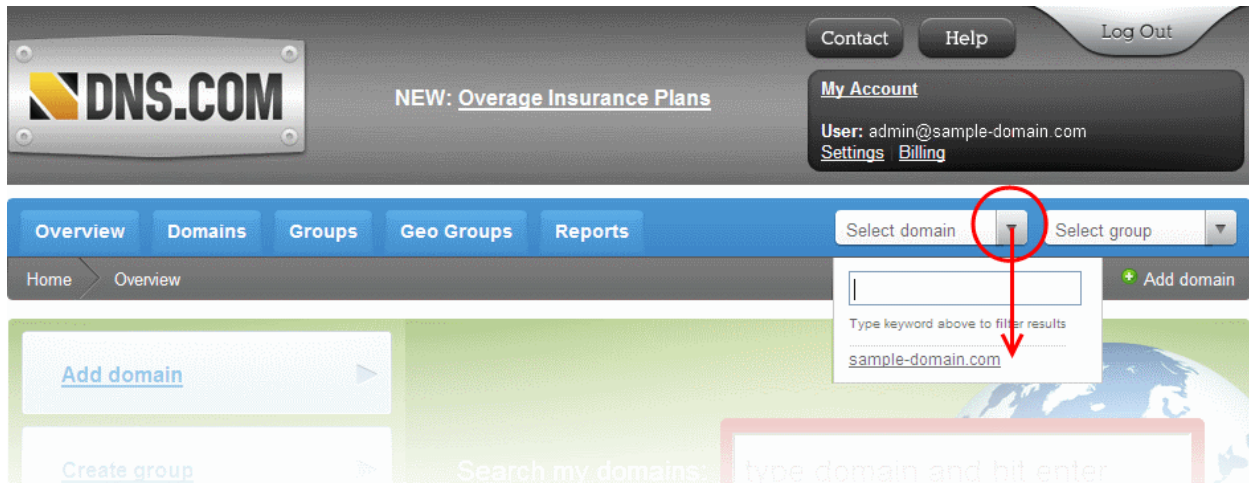 Contact Help Log Out
DNS.COM
NEW: Overage Insurance Plans
My Account
User: admin@sample-domain.com
Settings | Billing
Overview Domains Groups Geo Groups Reports Select domain Select group
Home Overview Add domain
Type keyword above to filter results
sample-domain.com
Add domain
Create group
Search my domains: type domain and bit enter